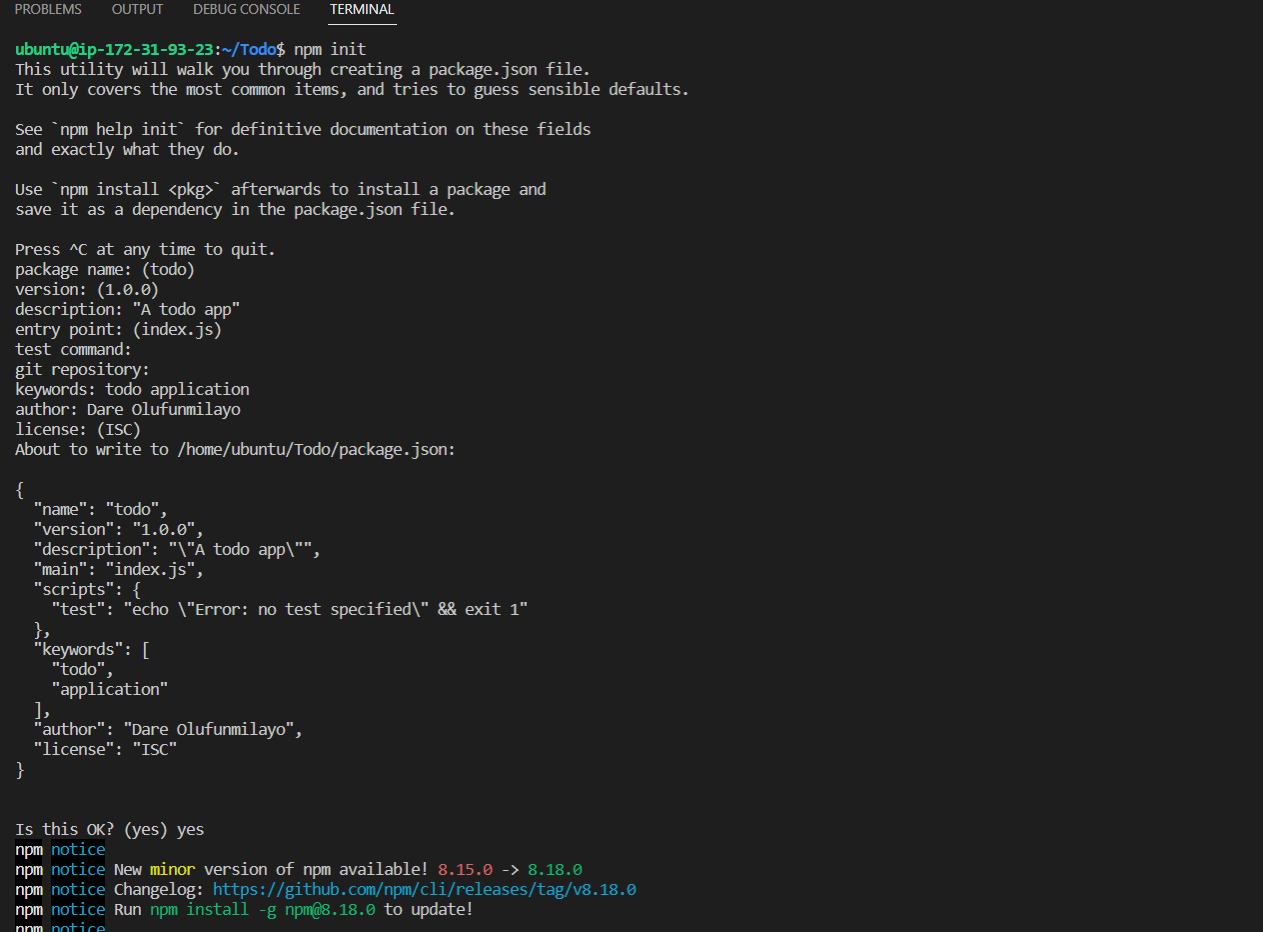 PROBLEMS OUTPUT DEBUG CONSOLE TERMINAL
ubuntu@ip-172-31-93-23:~/Todo$ npm init
This utility will walk you through creating a package.json file.
It only covers the most common items, and tries to guess sensible defaults.
See `npm help init` for definitive documentation on these fields
and exactly what they do.
Use `npm install <pkg>` afterwards to install a package and
save it as a dependency in the package.json file.
Press ^C at any time to quit.
package name: (todo)
version: (1.0.0)
description: "A todo app"
entry point: (index.js)
test command:
git repository:
keywords: todo application
author: Dare Olufunmilayo
license: (ISC)
About to write to /home/ubuntu/Todo/package.json:
{
  "name": "todo",
  "version": "1.0.0",
  "description": "\"A todo app\"",
  "main": "index.js",
  "scripts": {
    "test": "echo \"Error: no test specified\" && exit 1"
  },
  "keywords": [
    "todo",
    "application"
  ],
  "author": "Dare Olufunmilayo",
  "license": "ISC"
}
Is this OK? (yes) yes
npm notice
npm notice New minor version of npm available! 8.15.0 -> 8.18.0
npm notice Changelog: https://github.com/npm/cli/releases/tag/v8.18.0
npm notice Run npm install -g npm@8.18.0 to update!
npm notice